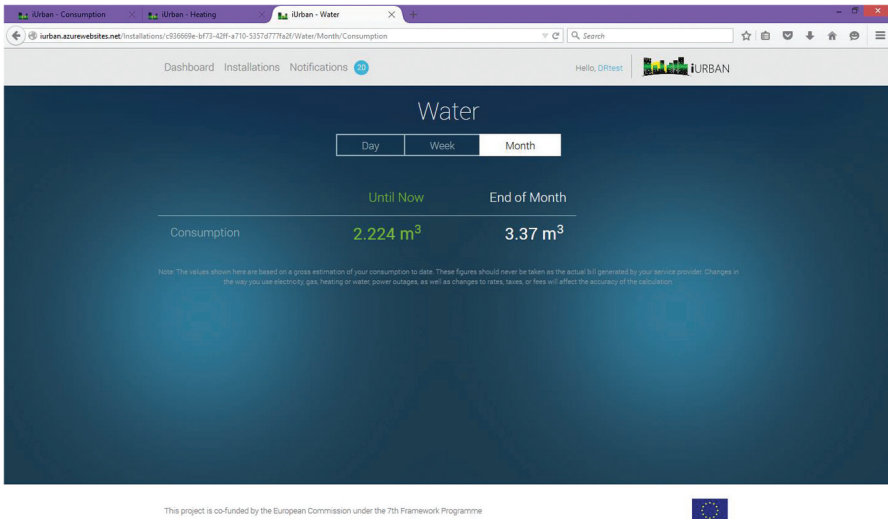 iUrban - Consumption
iUrban - Heating
iUrban - Water
iurban.azurewebsites.net/Installations/c936669e-bf73-42ff-a710-5357d777fa2f/Water/Month/Consumption
Search
Dashboard Installations Notifications 20
Hello, DRtest
iURBAN
Water
Day Week Month
Until Now End of Month
Consumption 2.224 m³ 3.37 m³
Note: The values shown here are based on a gross estimation of your consumption to date. These figures should never be taken as the actual bill generated by your service provider. Changes in
the way you use electricity, gas, heating or water, power outages, as well as changes to rates, taxes, or fees will affect the accuracy of the calculation.
This project is co-funded by the European Commission under the 7th Framework Programme